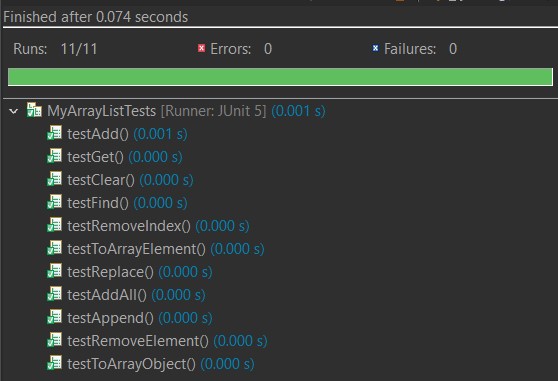 Finished after 0.074 seconds
Runs: 11/11 Errors: 0 Failures: 0
MyArrayListTests [Runner: JUnit 5] (0.001 s)
testAdd() (0.001 s)
testGet() (0.000 s)
testClear() (0.000 s)
testFind() (0.000 s)
testRemoveIndex() (0.000 s)
testToArrayElement() (0.000 s)
testReplace() (0.000 s)
testAddAll() (0.000 s)
testAppend() (0.000 s)
testRemoveElement() (0.000 s)
testToArrayObject() (0.000 s)